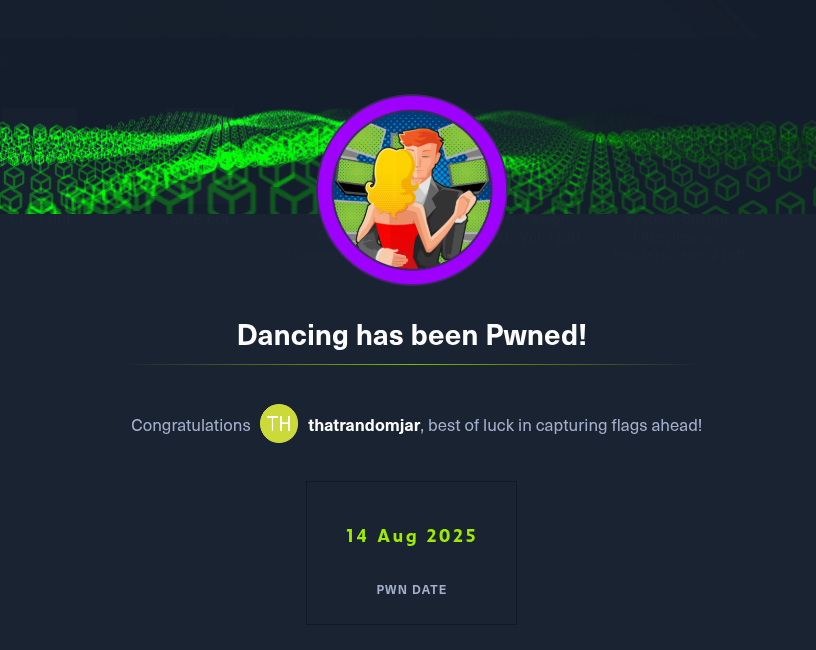 Dancing has been Pwned!
Congratulations TH thatrandomjar, best of luck in capturing flags ahead!
14 Aug 2025
PWN DATE